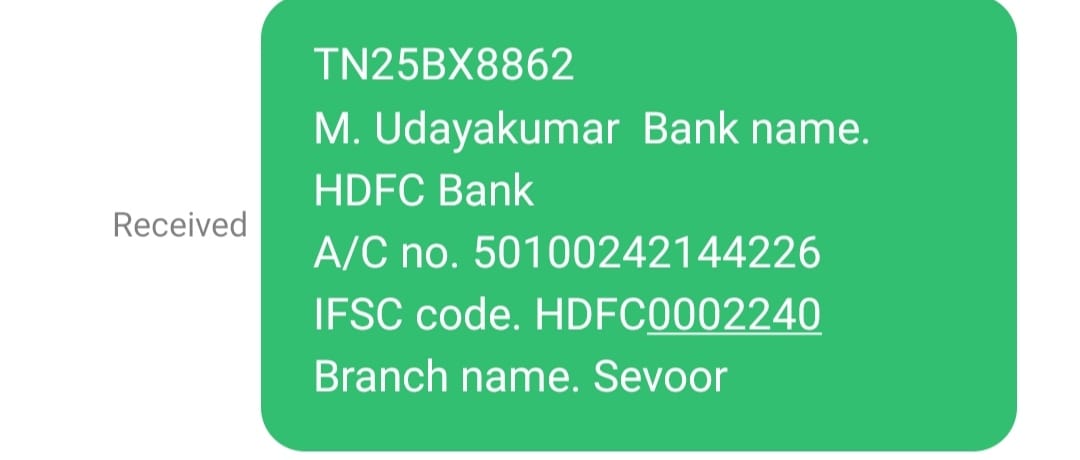 TN25BX8862
M. Udayakumar  Bank name.
HDFC Bank
Received
A/C no. 50100242144226
IFSC code. HDFC0002240
Branch name. Sevoor